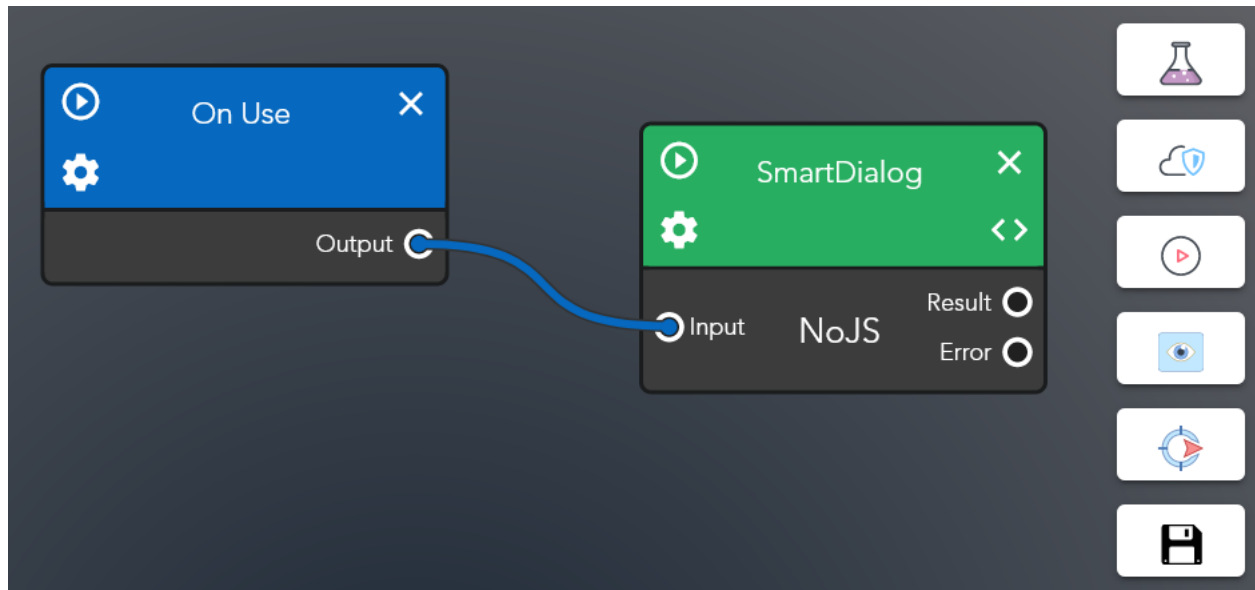 On Use
Output
SmartDialog
Input
NoJS
Result
Error